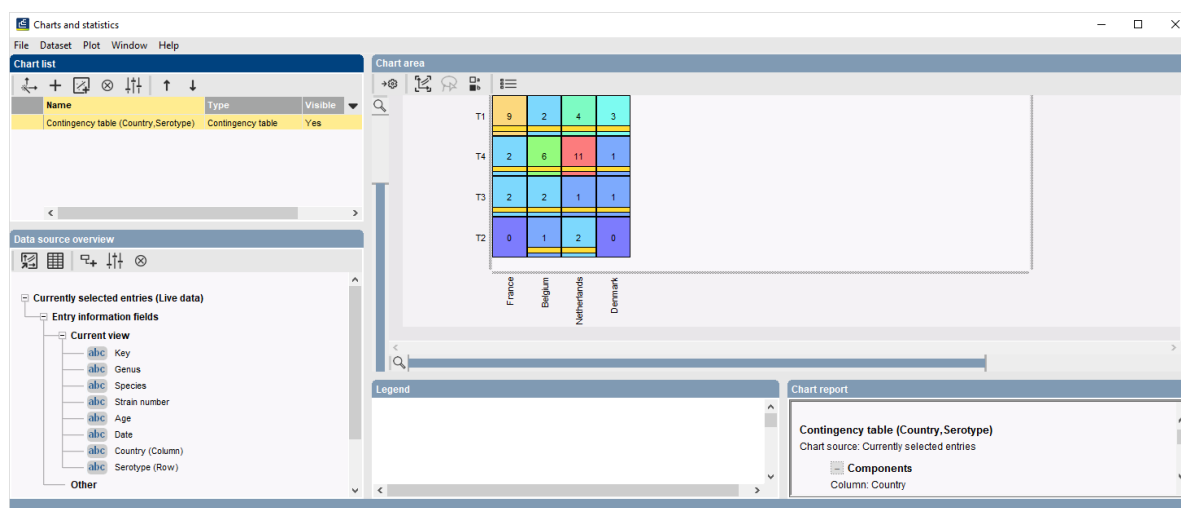 Charts and statistics
File Dataset Plot Window Help
Chart list
Name Type Visible
Contingency table (Country,Serotype) Contingency table Yes
Data source overview
Currently selected entries (Live data)
Entry information fields
Current view
abc Key
abc Genus
abc Species
abc Strain number
abc Age
abc Date
abc Country (Column)
abc Serotype (Row)
Other
Chart area
T1 9 2 4 3
T4 2 6 11 1
T3 2 2 1 1
T2 0 1 2 0
France Belgium Netherlands Denmark
Legend
Chart report
Contingency table (Country,Serotype)
Chart source: Currently selected entries
Components
Column: Country